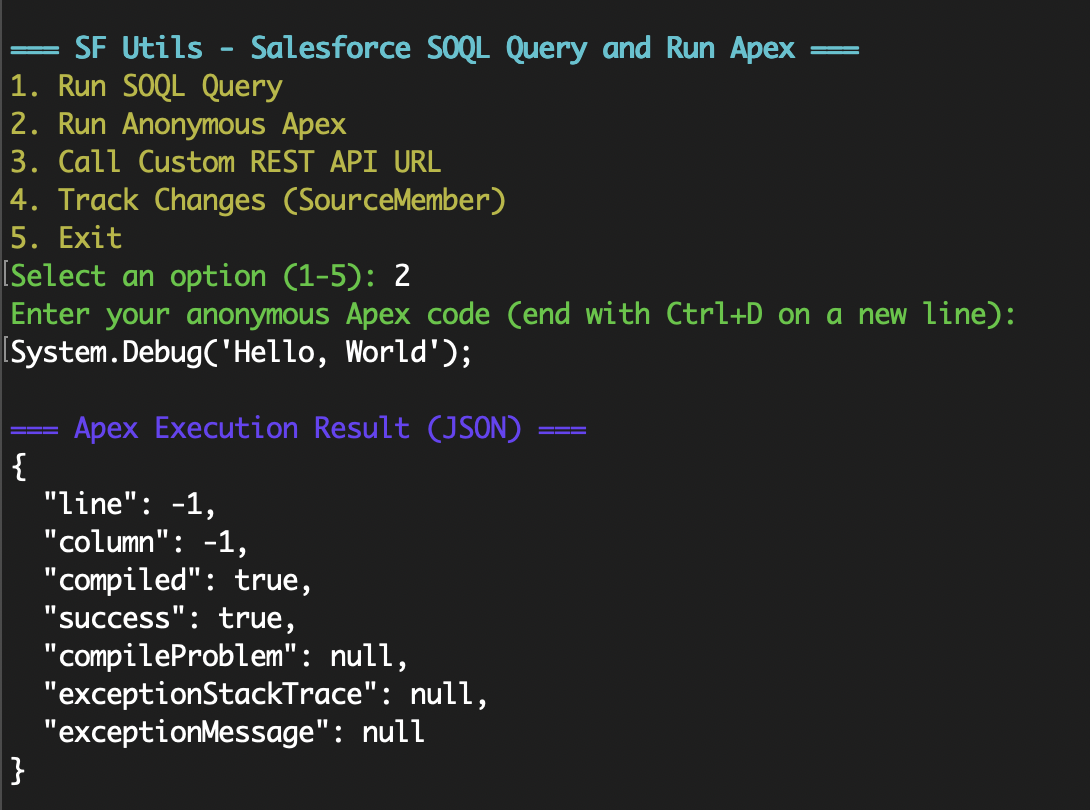 === SF Utils - Salesforce SOQL Query and Run Apex ===
1. Run SOQL Query
2. Run Anonymous Apex
3. Call Custom REST API URL
4. Track Changes (SourceMember)
5. Exit
Select an option (1-5): 2
Enter your anonymous Apex code (end with Ctrl+D on a new line):
System.Debug('Hello, World');
=== Apex Execution Result (JSON) ===
{
  "line": -1,
  "column": -1,
  "compiled": true,
  "success": true,
  "compileProblem": null,
  "exceptionStackTrace": null,
  "exceptionMessage": null
}